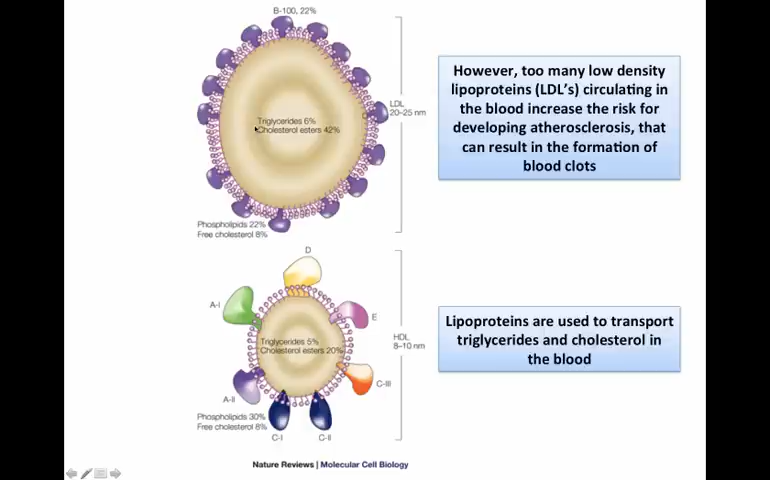 B-100, 22%
Triglycerides 6%
Cholesterol esters 42%
LDL
20–25 nm
Phospholipids 22%
Free cholesterol 8%
However, too many low density
lipoproteins (LDL's) circulating in
the blood increase the risk for
developing atherosclerosis, that
can result in the formation of
blood clots
D
A-I
E
Triglycerides 5%
Cholesterol esters 20%
HDL
8–10 nm
C-III
A-II
Phospholipids 30%
Free cholesterol 8%
C-I
C-II
Lipoproteins are used to transport
triglycerides and cholesterol in
the blood
Nature Reviews | Molecular Cell Biology